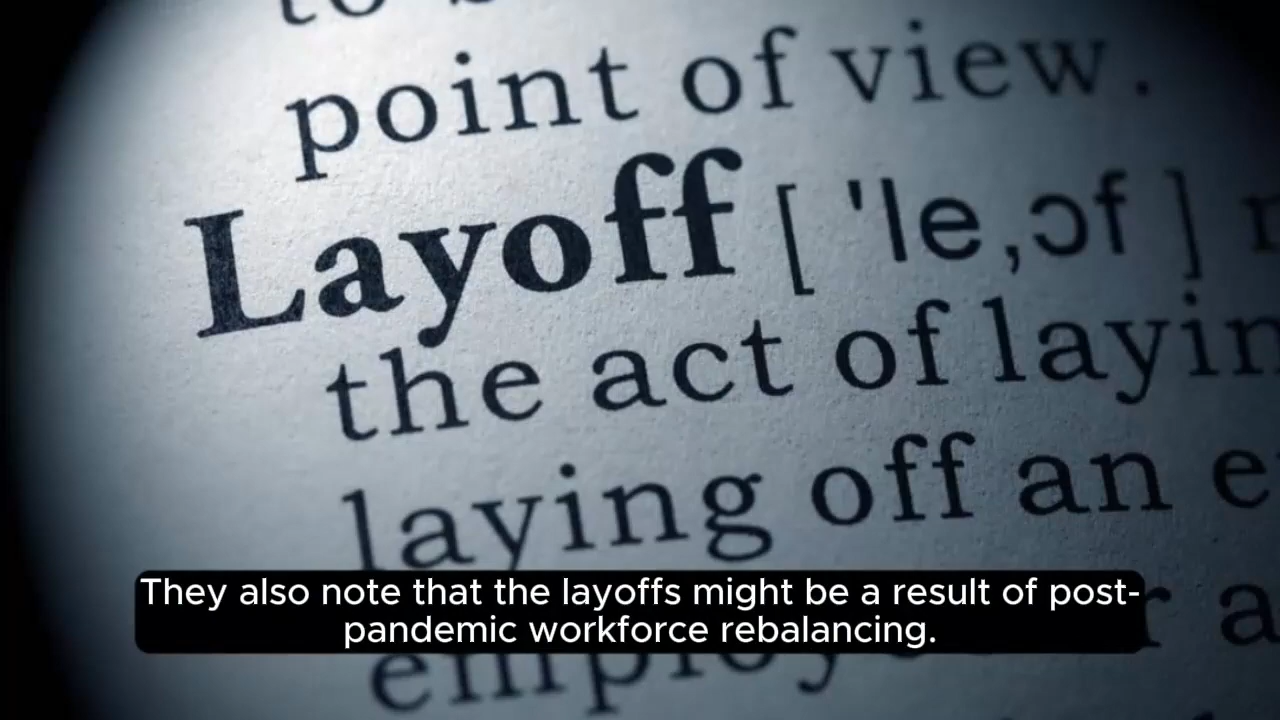 to
point of view.
Layoff [ 'le,ɔf ]
the act of layin
laying off an e
They also note that the layoffs might be a result of post-
pandemic workforce rebalancing.